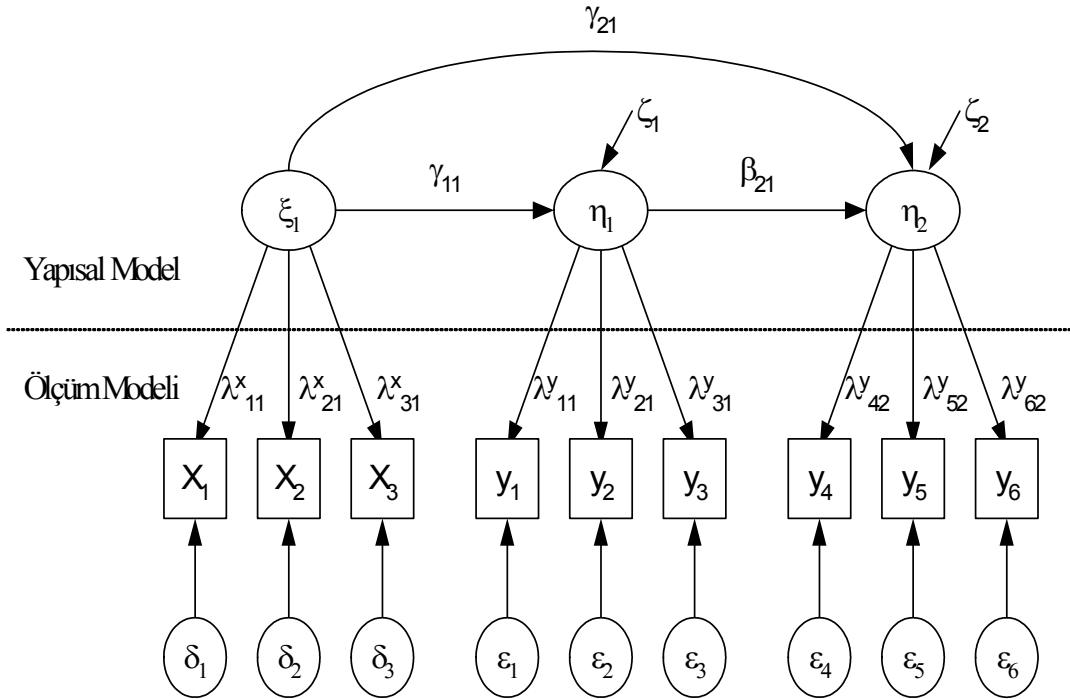 γ21
ζ1 ζ2
γ11 β21
ξ1 η1 η2
Yapısal Model
Ölçüm Modeli
λx11 λx21 λx31 λy11 λy21 λy31 λy42 λy52 λy62
X1 X2 X3 y1 y2 y3 y4 y5 y6
δ1 δ2 δ3 ε1 ε2 ε3 ε4 ε5 ε6